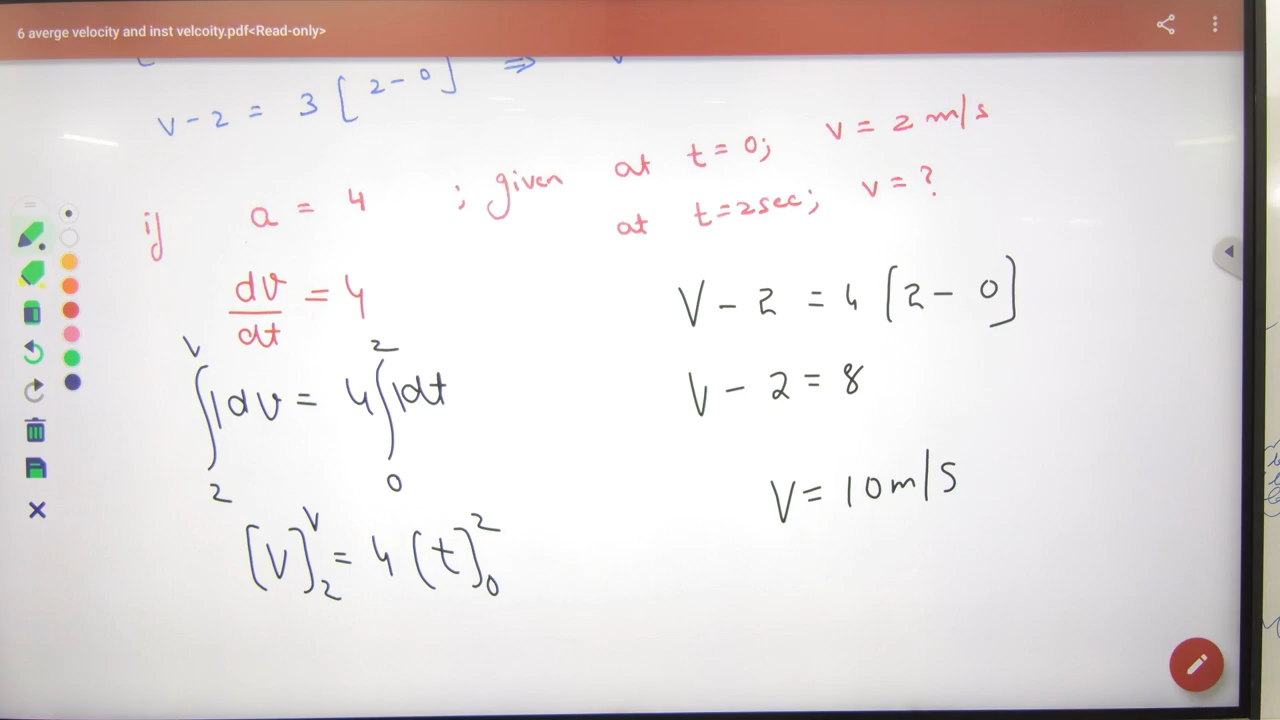 6 averge velocity and inst velcoity.pdf<Read-only>
v - 2 = 3 [2 - 0] ⇒ v
if a = 4 ; given at t = 0; v = 2 m/s
at t = 2 sec; v = ?
dv/dt = 4
∫₂ⱽ 1dv = 4 ∫₀² 1dt
[V]₂ⱽ = 4 (t]₀²
V - 2 = 4 [2 - 0]
V - 2 = 8
V = 10 m/s